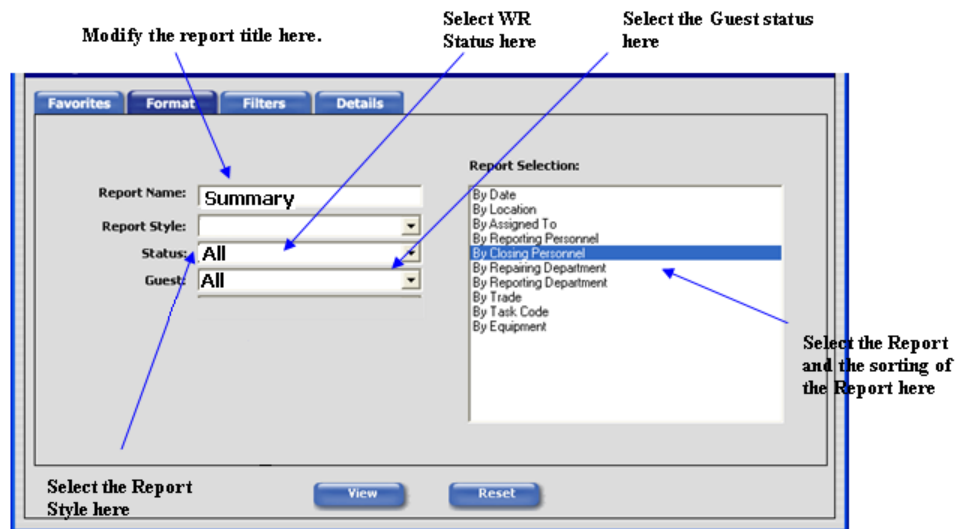 Modify the report title here.
Select WR
Status here
Select the Guest status
here
Favorites Format Filters Details
Report Name: Summary
Report Style:
Status: All
Guest: All
Report Selection:
By Date
By Location
By Assigned To
By Reporting Personnel
By Closing Personnel
By Repairing Department
By Reporting Department
By Trade
By Task Code
By Equipment
Select the Report
and the sorting of
the Report here
Select the Report
Style here
View Reset